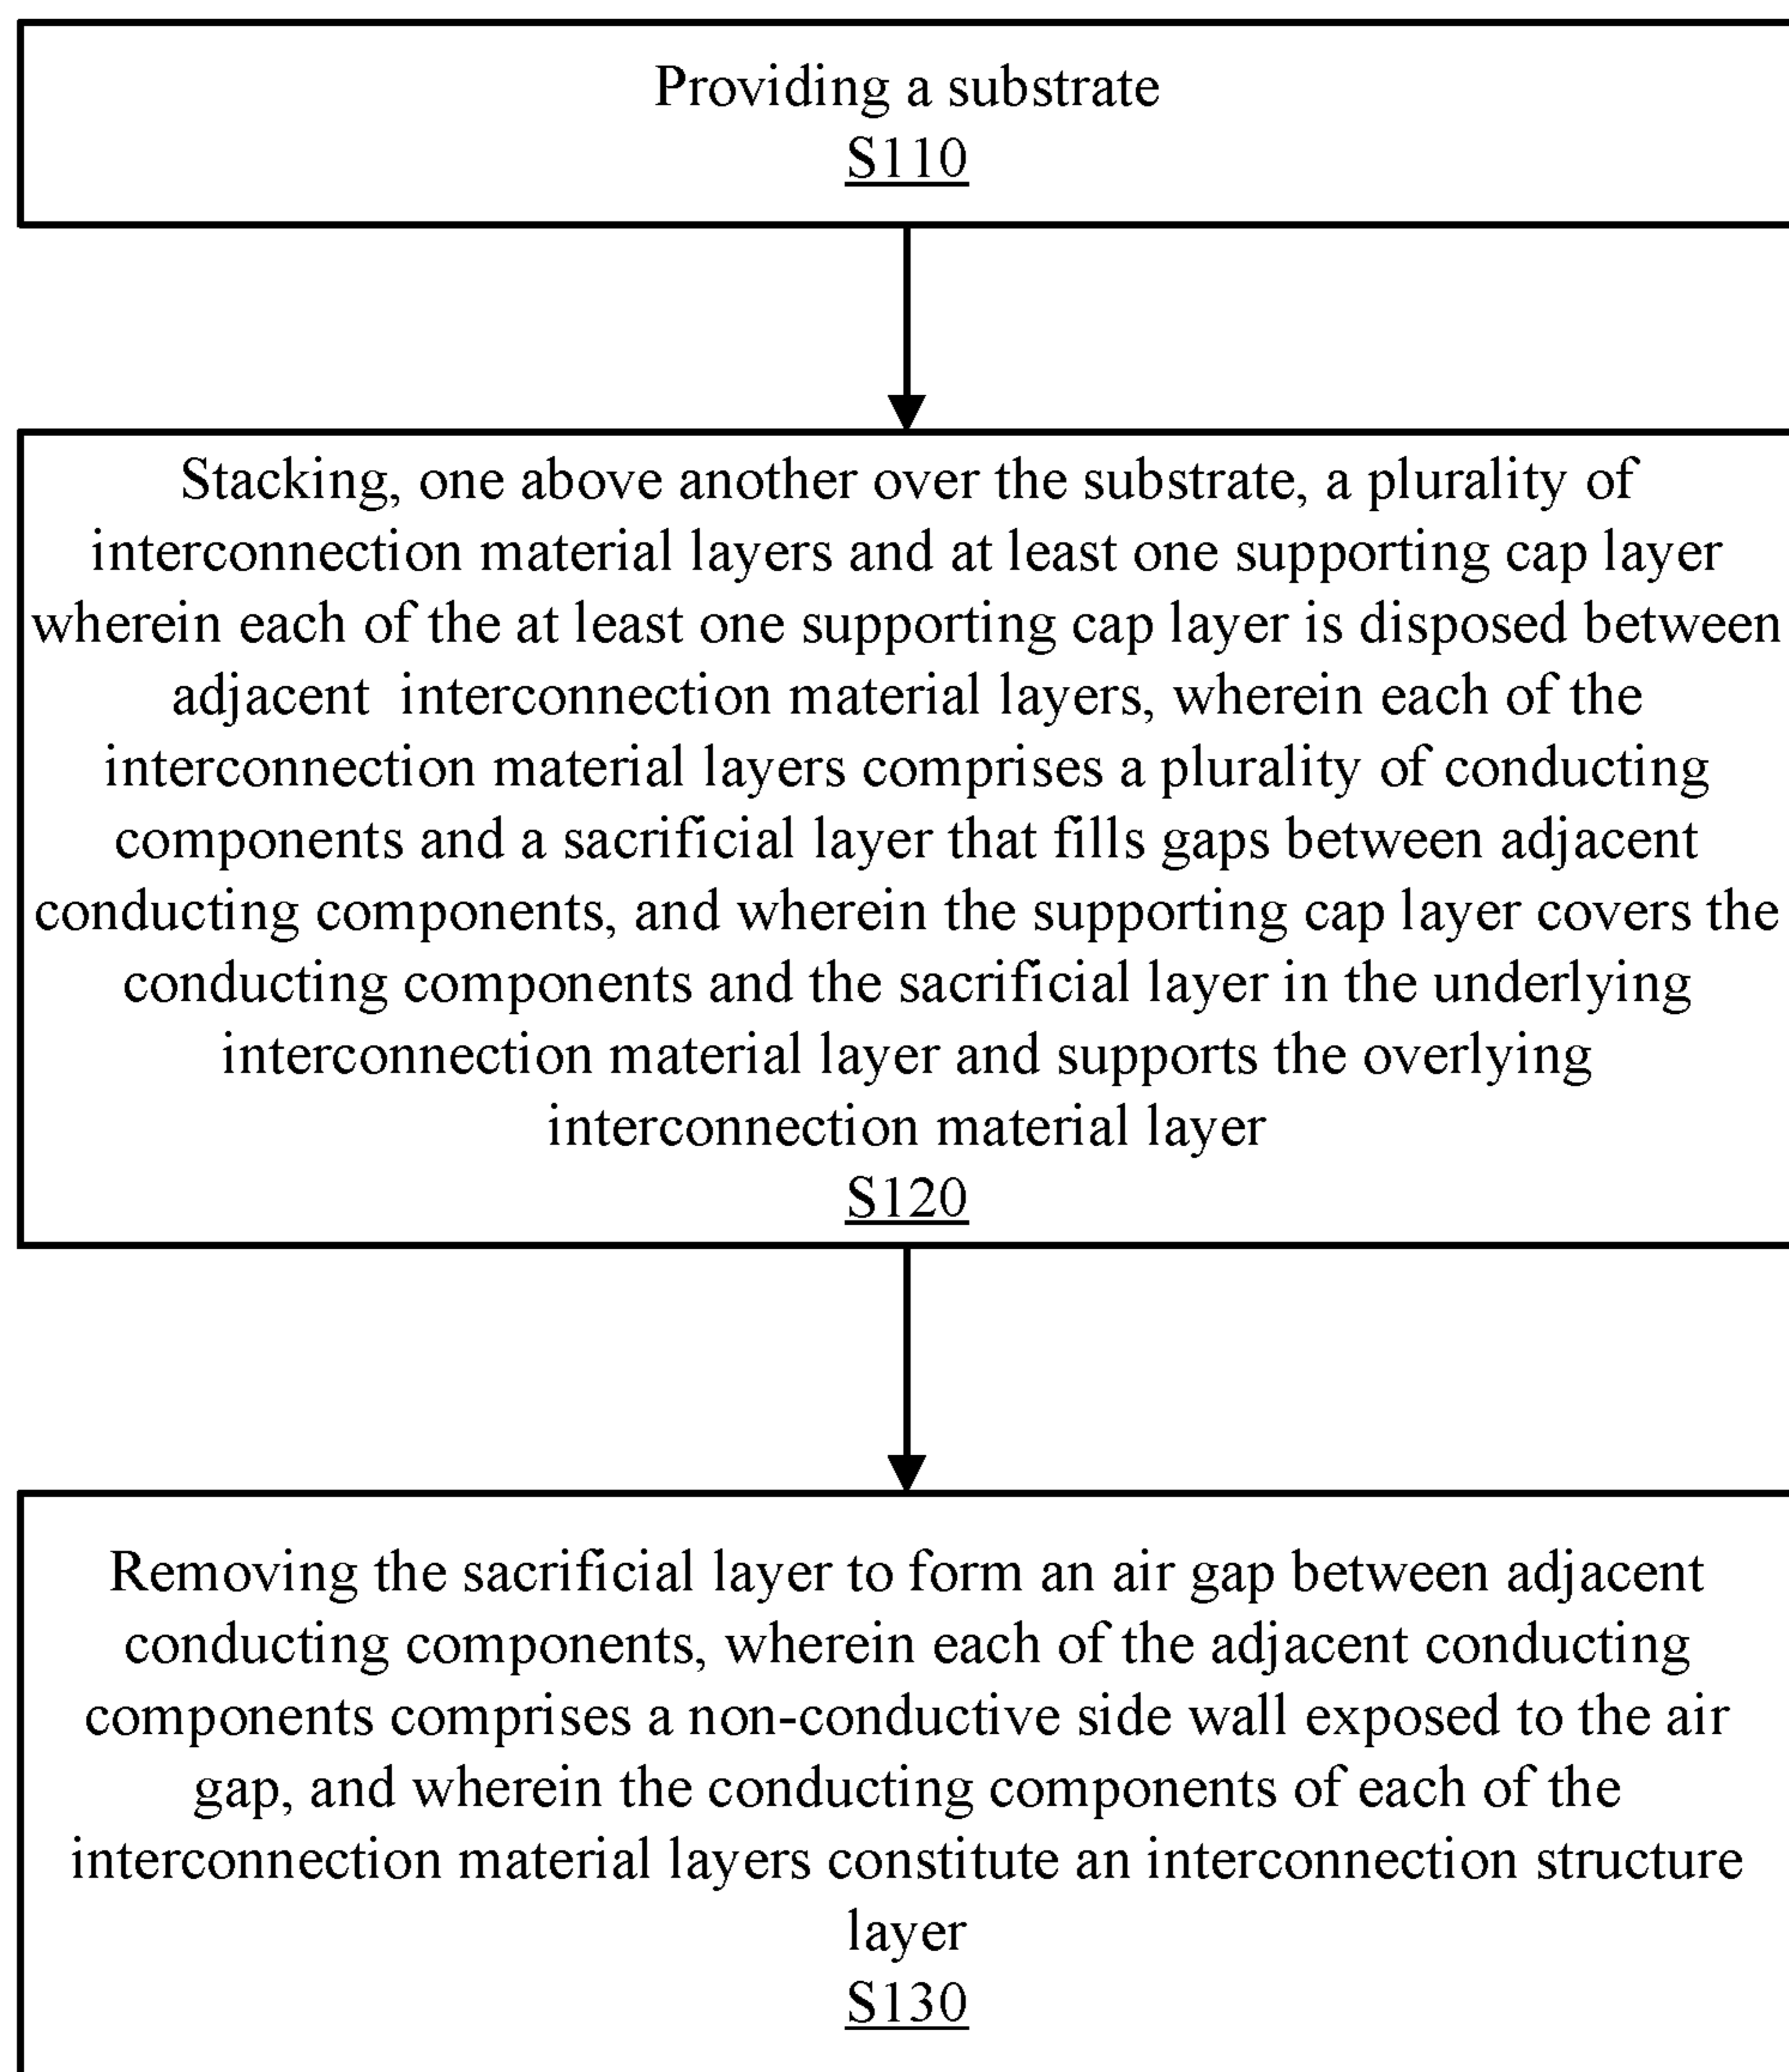 Providing a substrate
S110
Stacking, one above another over the substrate, a plurality of
interconnection material layers and at least one supporting cap layer
wherein each of the at least one supporting cap layer is disposed between
adjacent interconnection material layers, wherein each of the
interconnection material layers comprises a plurality of conducting
components and a sacrificial layer that fills gaps between adjacent
conducting components, and wherein the supporting cap layer covers the
conducting components and the sacrificial layer in the underlying
interconnection material layer and supports the overlying
interconnection material layer
S120
Removing the sacrificial layer to form an air gap between adjacent
conducting components, wherein each of the adjacent conducting
components comprises a non-conductive side wall exposed to the air
gap, and wherein the conducting components of each of the
interconnection material layers constitute an interconnection structure
layer
S130